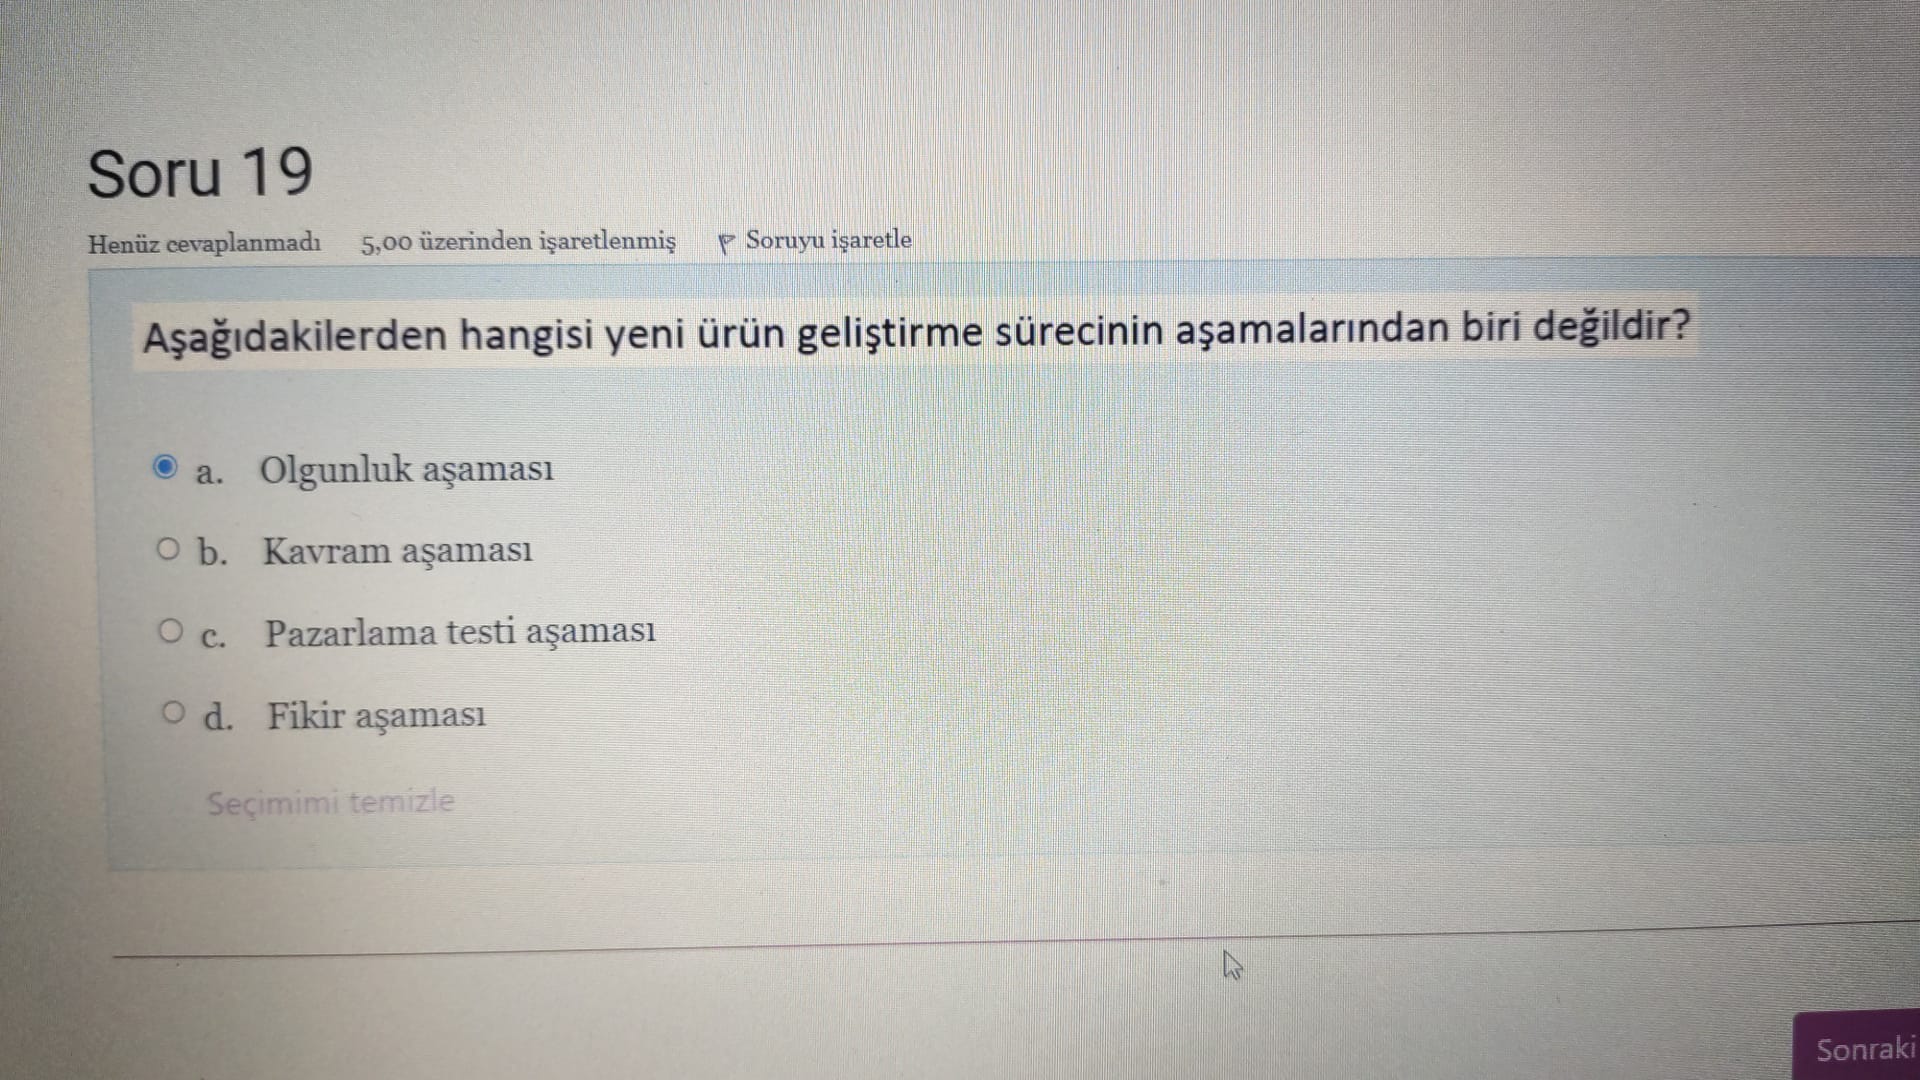 Soru 19
Henüz cevaplanmadı 5,00 üzerinden işaretlenmiş Soruyu işaretle
Aşağıdakilerden hangisi yeni ürün geliştirme sürecinin aşamalarından biri değildir?
a. Olgunluk aşaması
b. Kavram aşaması
c. Pazarlama testi aşaması
d. Fikir aşaması
Seçimimi temizle
Sonraki